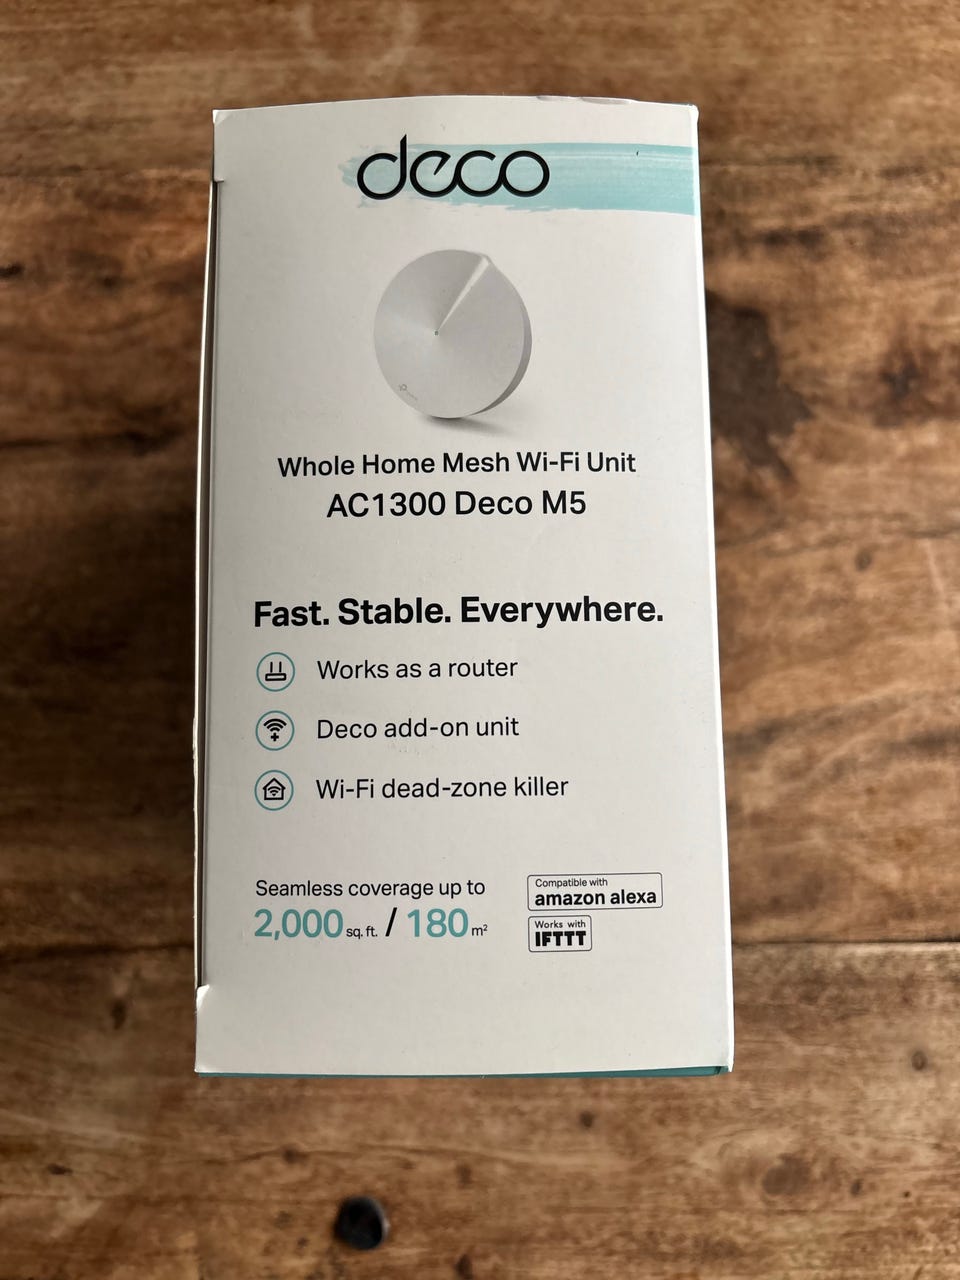 deco
Whole Home Mesh Wi-Fi Unit
AC1300 Deco M5
Fast. Stable. Everywhere.
Works as a router
Deco add-on unit
Wi-Fi dead-zone killer
Seamless coverage up to
2,000 sq. ft. / 180 m²
Compatible with
amazon alexa
Works with
IFTTT